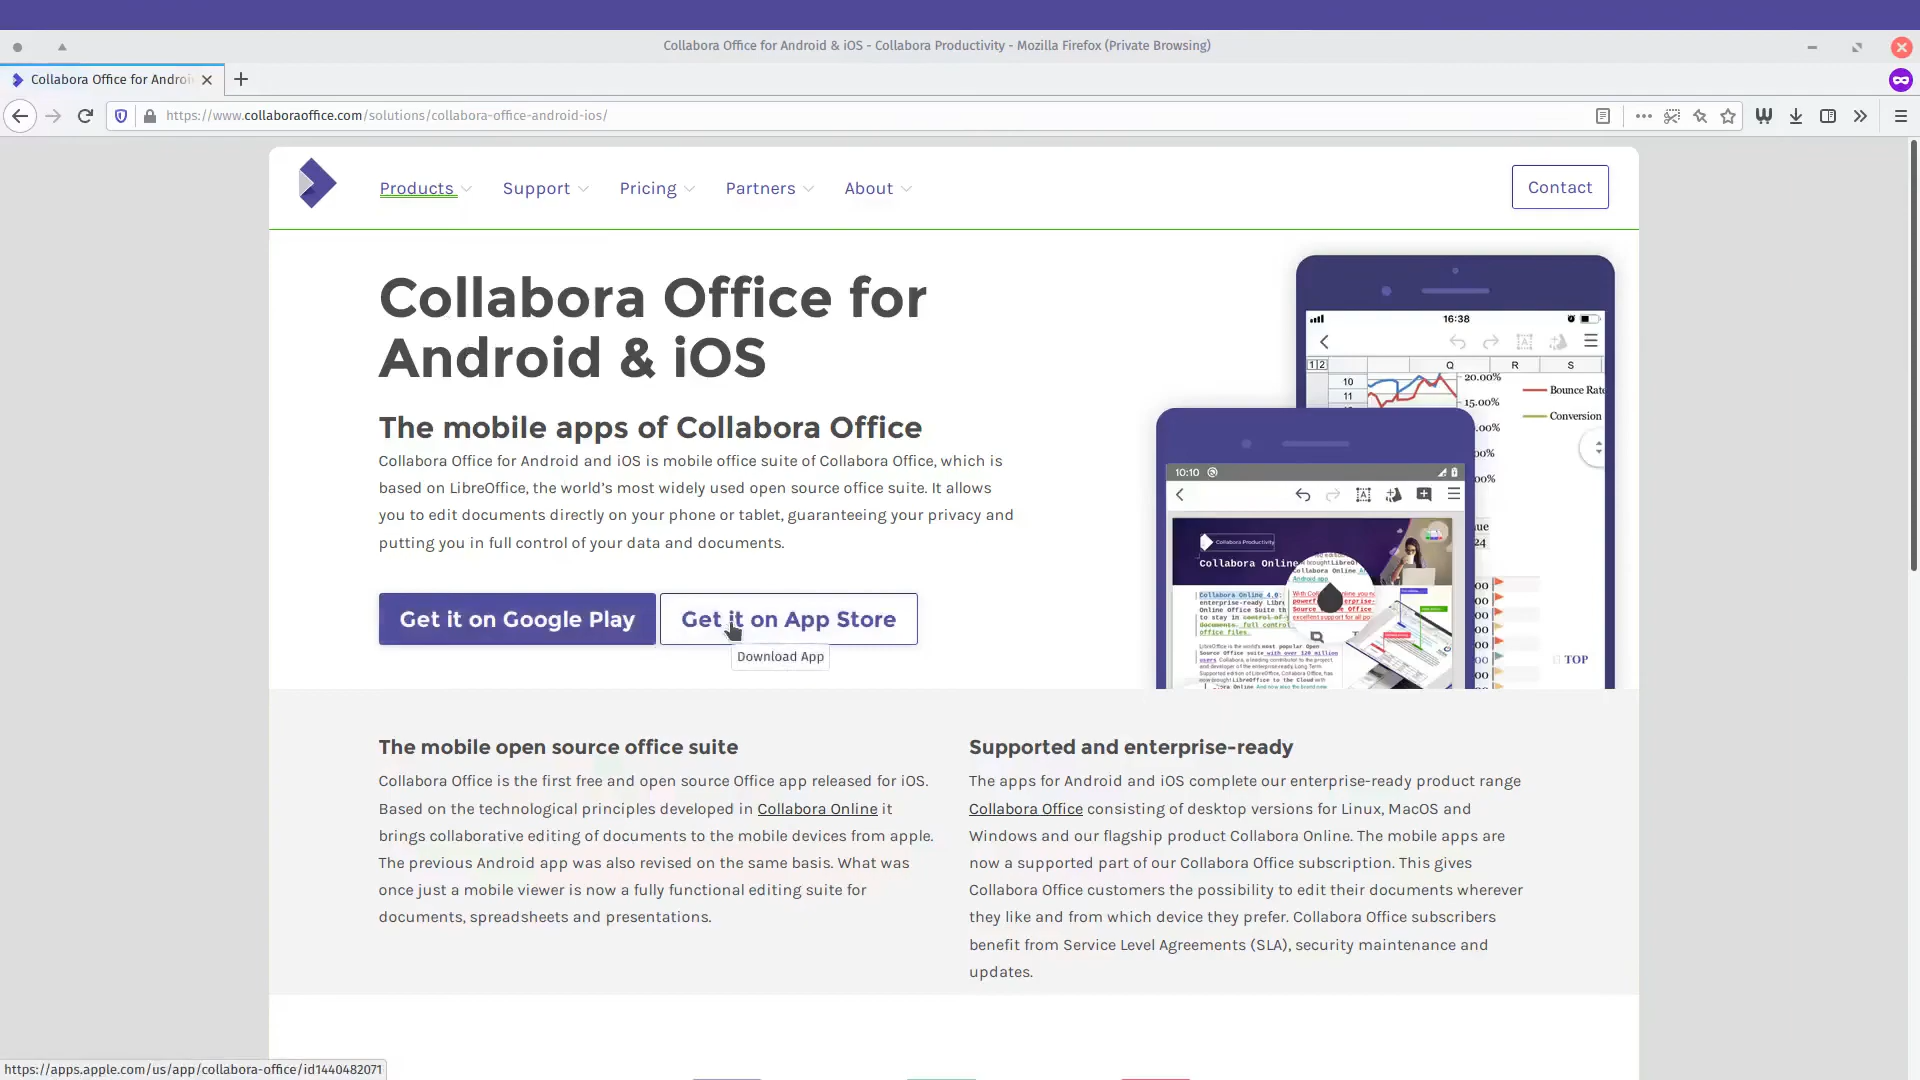 Collabora Office for Android & iOS - Collabora Productivity - Mozilla Firefox (Private Browsing)
Collabora Office for Androi
https://www.collaboraoffice.com/solutions/collabora-office-android-ios/
Products Support Pricing Partners About Contact
Collabora Office for
Android & iOS
The mobile apps of Collabora Office
Collabora Office for Android and iOS is mobile office suite of Collabora Office, which is
based on LibreOffice, the world's most widely used open source office suite. It allows
you to edit documents directly on your phone or tablet, guaranteeing your privacy and
putting you in full control of your data and documents.
Get it on Google Play Get it on App Store
Download App
16:38
1 2
Q R S
10
11
20.00%
15.00%
Bounce Rate
Conversion
10:10
Collabora Productivity
Collabora Online
TOP
The mobile open source office suite
Collabora Office is the first free and open source Office app released for iOS.
Based on the technological principles developed in Collabora Online it
brings collaborative editing of documents to the mobile devices from apple.
The previous Android app was also revised on the same basis. What was
once just a mobile viewer is now a fully functional editing suite for
documents, spreadsheets and presentations.
Supported and enterprise-ready
The apps for Android and iOS complete our enterprise-ready product range
Collabora Office consisting of desktop versions for Linux, MacOS and
Windows and our flagship product Collabora Online. The mobile apps are
now a supported part of our Collabora Office subscription. This gives
Collabora Office customers the possibility to edit their documents wherever
they like and from which device they prefer. Collabora Office subscribers
benefit from Service Level Agreements (SLA), security maintenance and
updates.
https://apps.apple.com/us/app/collabora-office/id1440482071